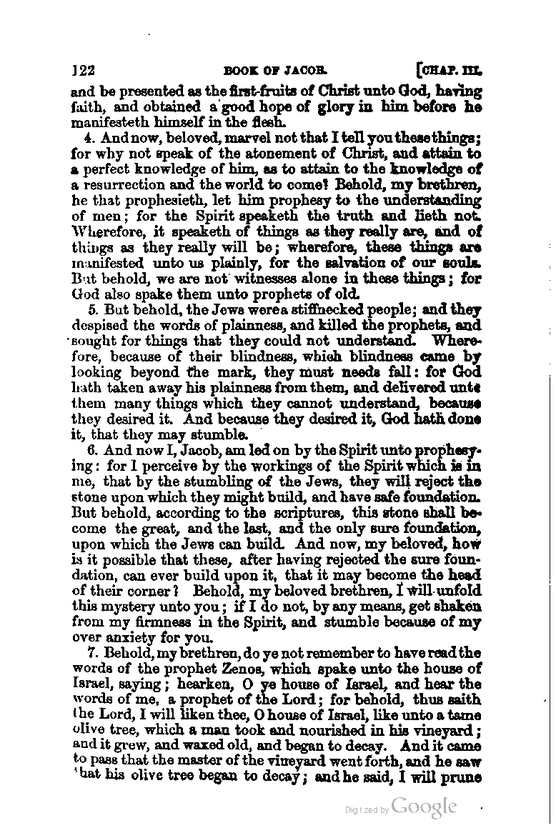 122 BOOK OF JACOB. [CHAP. III.
and be presented as the first-fruits of Christ unto God, having
faith, and obtained a good hope of glory in him before he
manifesteth himself in the flesh.
4. And now, beloved, marvel not that I tell you these things;
for why not speak of the atonement of Christ, and attain to
a perfect knowledge of him, as to attain to the knowledge of
a resurrection and the world to come? Behold, my brethren,
he that prophesieth, let him prophesy to the understanding
of men; for the Spirit speaketh the truth and lieth not.
Wherefore, it speaketh of things as they really are, and of
things as they really will be; wherefore, these things are
manifested unto us plainly, for the salvation of our souls.
But behold, we are not witnesses alone in these things; for
God also spake them unto prophets of old.
5. But behold, the Jews were a stiffnecked people; and they
despised the words of plainness, and killed the prophets, and
sought for things that they could not understand. Where-
fore, because of their blindness, which blindness came by
looking beyond the mark, they must needs fall: for God
hath taken away his plainness from them, and delivered unto
them many things which they cannot understand, because
they desired it. And because they desired it, God hath done
it, that they may stumble.
6. And now I, Jacob, am led on by the Spirit unto prophesy-
ing: for I perceive by the workings of the Spirit which is in
me, that by the stumbling of the Jews, they will reject the
stone upon which they might build, and have safe foundation.
But behold, according to the scriptures, this stone shall be-
come the great, and the last, and the only sure foundation,
upon which the Jews can build. And now, my beloved, how
is it possible that these, after having rejected the sure foun-
dation, can ever build upon it, that it may become the head
of their corner? Behold, my beloved brethren, I will unfold
this mystery unto you; if I do not, by any means, get shaken
from my firmness in the Spirit, and stumble because of my
over anxiety for you.
7. Behold, my brethren, do ye not remember to have read the
words of the prophet Zenos, which spake unto the house of
Israel, saying; hearken, O ye house of Israel, and hear the
words of me, a prophet of the Lord; for behold, thus saith
the Lord, I will liken thee, O house of Israel, like unto a tame
olive tree, which a man took and nourished in his vineyard;
and it grew, and waxed old, and began to decay. And it came
to pass that the master of the vineyard went forth, and he saw
that his olive tree began to decay; and he said, I will prune
Digitized by Google